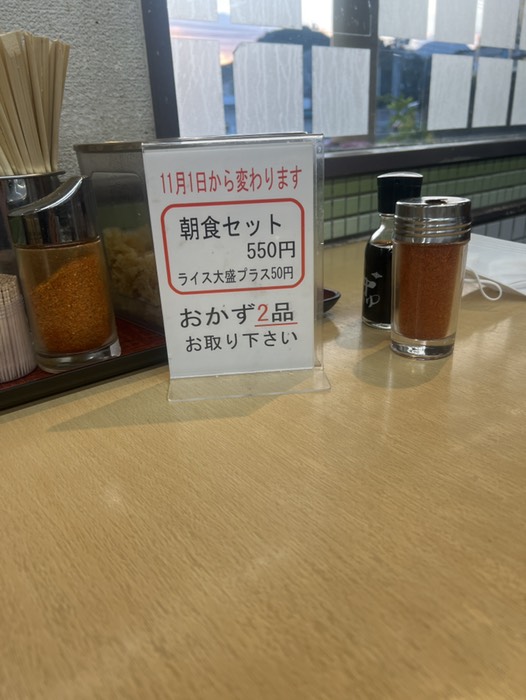 11月1日から変わります
朝食セット
550円
ライス大盛プラス50円
おかず2品
お取り下さい